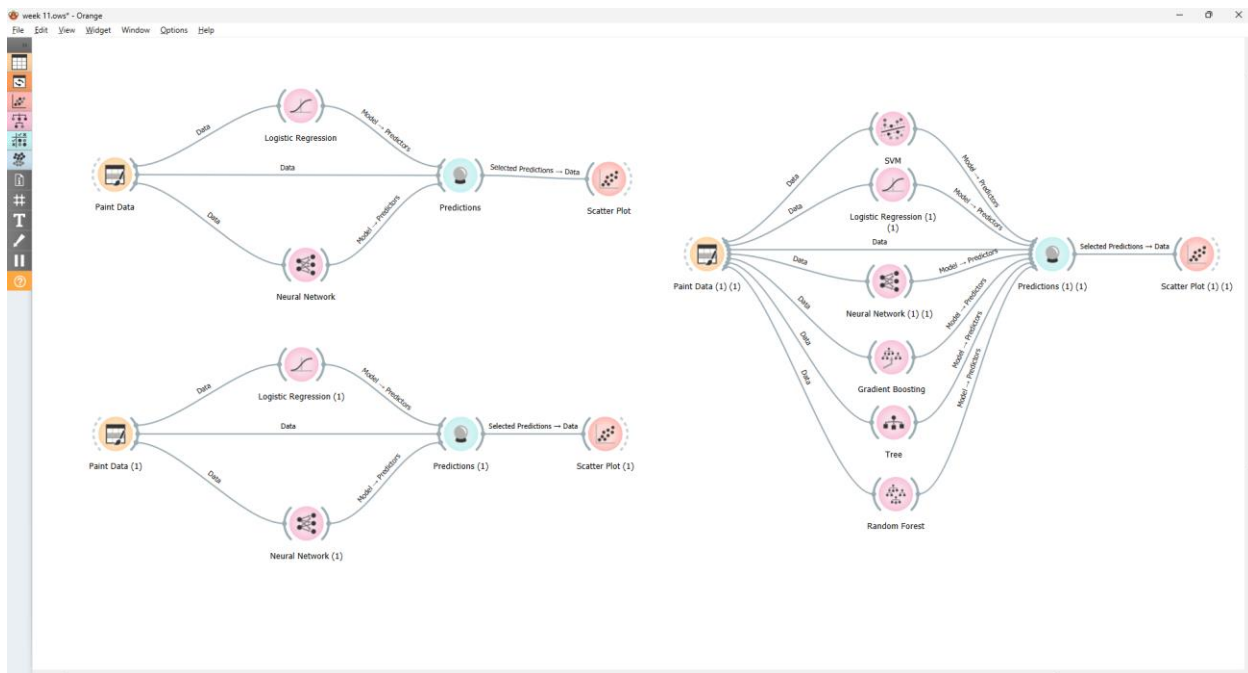 week 11.ows* - Orange
File Edit View Widget Window Options Help
Data
Logistic Regression
Model → Predictors
Data
Paint Data
Predictions
Selected Predictions → Data
Scatter Plot
Data
Model → Predictors
Neural Network
Data
Logistic Regression (1)
Model → Predictors
Data
Paint Data (1)
Predictions (1)
Selected Predictions → Data
Scatter Plot (1)
Data
Model → Predictors
Neural Network (1)
Data
SVM
Model → Predictors
Data
Logistic Regression (1)
(1)
Model → Predictors
Data
Paint Data (1) (1)
Predictions (1) (1)
Selected Predictions → Data
Scatter Plot (1) (1)
Data
Model → Predictors
Neural Network (1) (1)
Data
Model → Predictors
Gradient Boosting
Data
Model → Predictors
Tree
Data
Model → Predictors
Random Forest